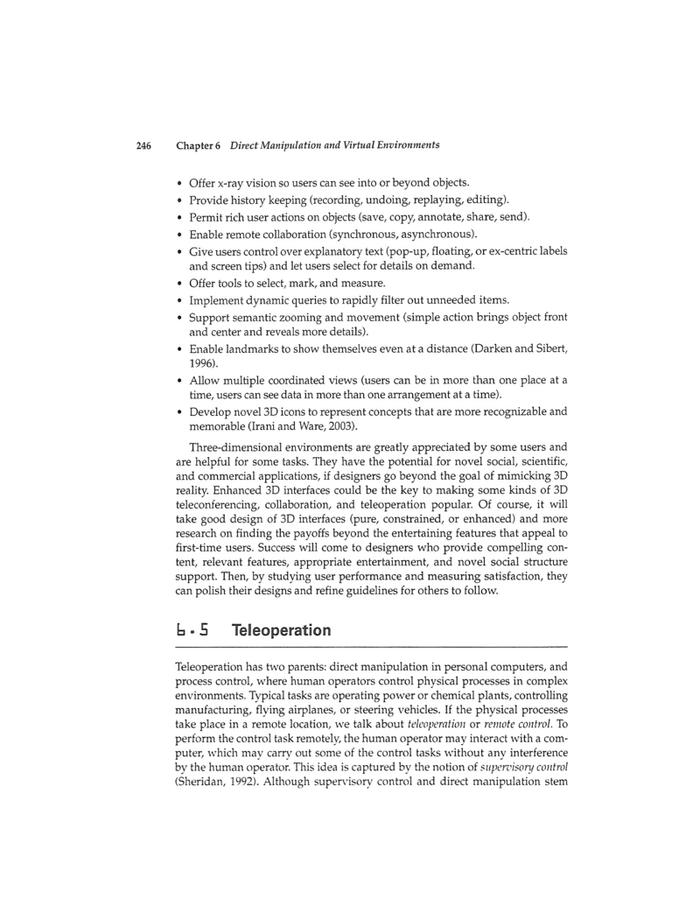 246 Chapter 6 Direct Manipulation and Virtual Environments
• Offer x-ray vision so users can see into or beyond objects.
• Provide history keeping (recording, undoing, replaying, editing).
• Permit rich user actions on objects (save, copy, annotate, share, send).
• Enable remote collaboration (synchronous, asynchronous).
• Give users control over explanatory text (pop-up, floating, or ex-centric labels
and screen tips) and let users select for details on demand.
• Offer tools to select, mark, and measure.
• Implement dynamic queries to rapidly filter out unneeded items.
• Support semantic zooming and movement (simple action brings object front
and center and reveals more details).
• Enable landmarks to show themselves even at a distance (Darken and Sibert,
1996).
• Allow multiple coordinated views (users can be in more than one place at a
time, users can see data in more than one arrangement at a time).
• Develop novel 3D icons to represent concepts that are more recognizable and
memorable (Irani and Ware, 2003).
Three-dimensional environments are greatly appreciated by some users and
are helpful for some tasks. They have the potential for novel social, scientific,
and commercial applications, if designers go beyond the goal of mimicking 3D
reality. Enhanced 3D interfaces could be the key to making some kinds of 3D
teleconferencing, collaboration, and teleoperation popular. Of course, it will
take good design of 3D interfaces (pure, constrained, or enhanced) and more
research on finding the payoffs beyond the entertaining features that appeal to
first-time users. Success will come to designers who provide compelling con-
tent, relevant features, appropriate entertainment, and novel social structure
support. Then, by studying user performance and measuring satisfaction, they
can polish their designs and refine guidelines for others to follow.
6.5 Teleoperation
Teleoperation has two parents: direct manipulation in personal computers, and
process control, where human operators control physical processes in complex
environments. Typical tasks are operating power or chemical plants, controlling
manufacturing, flying airplanes, or steering vehicles. If the physical processes
take place in a remote location, we talk about teleoperation or remote control. To
perform the control task remotely, the human operator may interact with a com-
puter, which may carry out some of the control tasks without any interference
by the human operator. This idea is captured by the notion of supervisory control
(Sheridan, 1992). Although supervisory control and direct manipulation stem